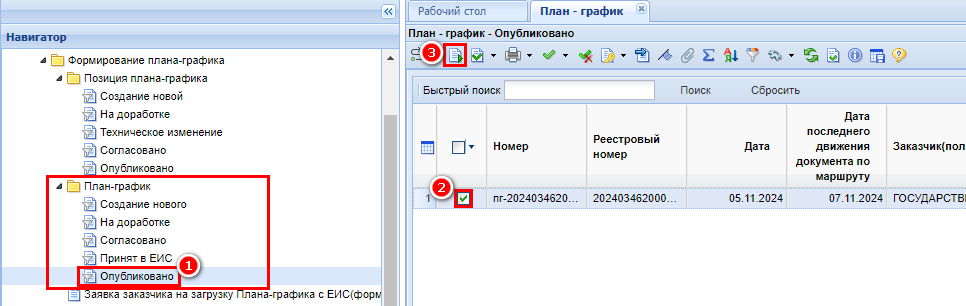 Рабочий стол
План - график
Навигатор
План - график - Опубликовано
3
Формирование плана-графика
Позиция плана-графика
Создание новой
На доработке
Техническое изменение
Согласовано
Опубликовано
План-график
Создание нового
На доработке
Согласовано
Принят в ЕИС
Опубликовано
1
Заявка заказчика на загрузку Плана-графика с ЕИС(форм
Быстрый поиск
Поиск
Сбросить
Номер
Реестровый
номер
Дата
Дата
последнего
движения
документа по
маршруту
Заказчик(пол
2
1
пг-2024034620...
202403462000...
05.11.2024
07.11.2024
ГОСУДАРСТВЕ